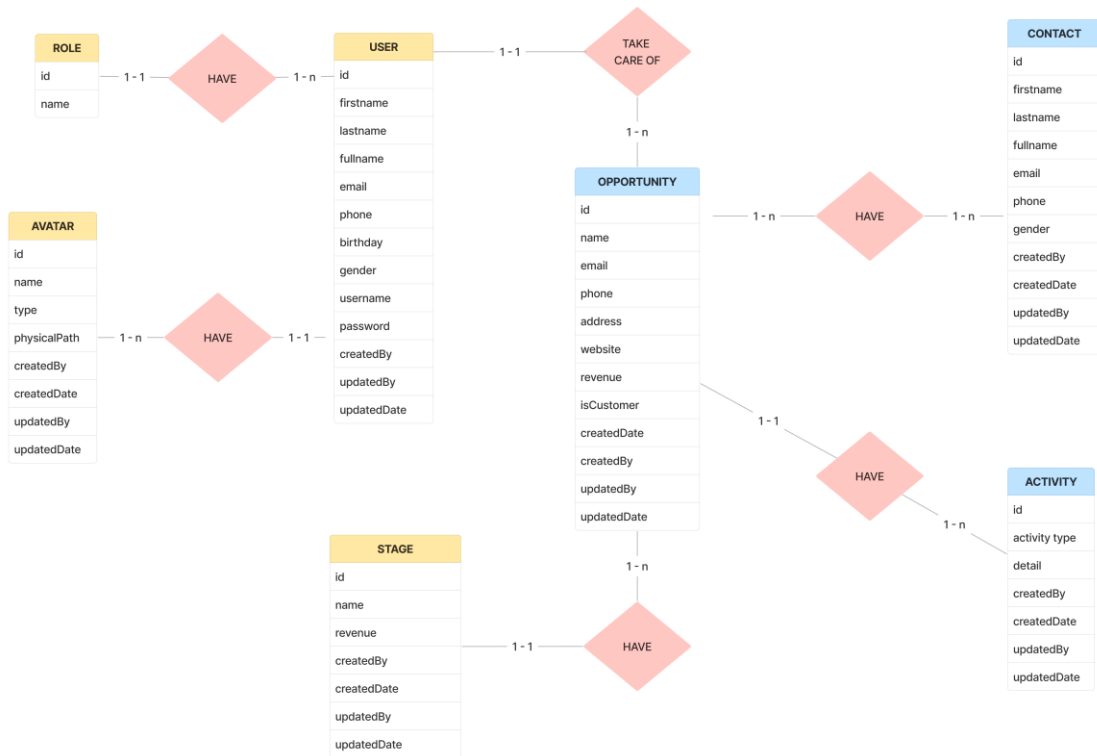 ROLE
id
name
1 - 1
HAVE
1 - n
USER
id
firstname
lastname
fullname
email
phone
birthday
gender
username
password
createdBy
updatedBy
updatedDate
1 - 1
TAKE
CARE OF
1 - n
CONTACT
id
firstname
lastname
fullname
email
phone
gender
createdBy
createdDate
updatedBy
updatedDate
AVATAR
id
name
type
physicalPath
createdBy
createdDate
updatedBy
updatedDate
1 - n
HAVE
1 - 1
OPPORTUNITY
id
name
email
phone
address
website
revenue
isCustomer
createdDate
createdBy
updatedBy
updatedDate
1 - n
HAVE
1 - n
1 - 1
HAVE
1 - n
ACTIVITY
id
activity type
detail
createdBy
createdDate
updatedBy
updatedDate
STAGE
id
name
revenue
createdBy
createdDate
updatedBy
updatedDate
1 - 1
HAVE
1 - n